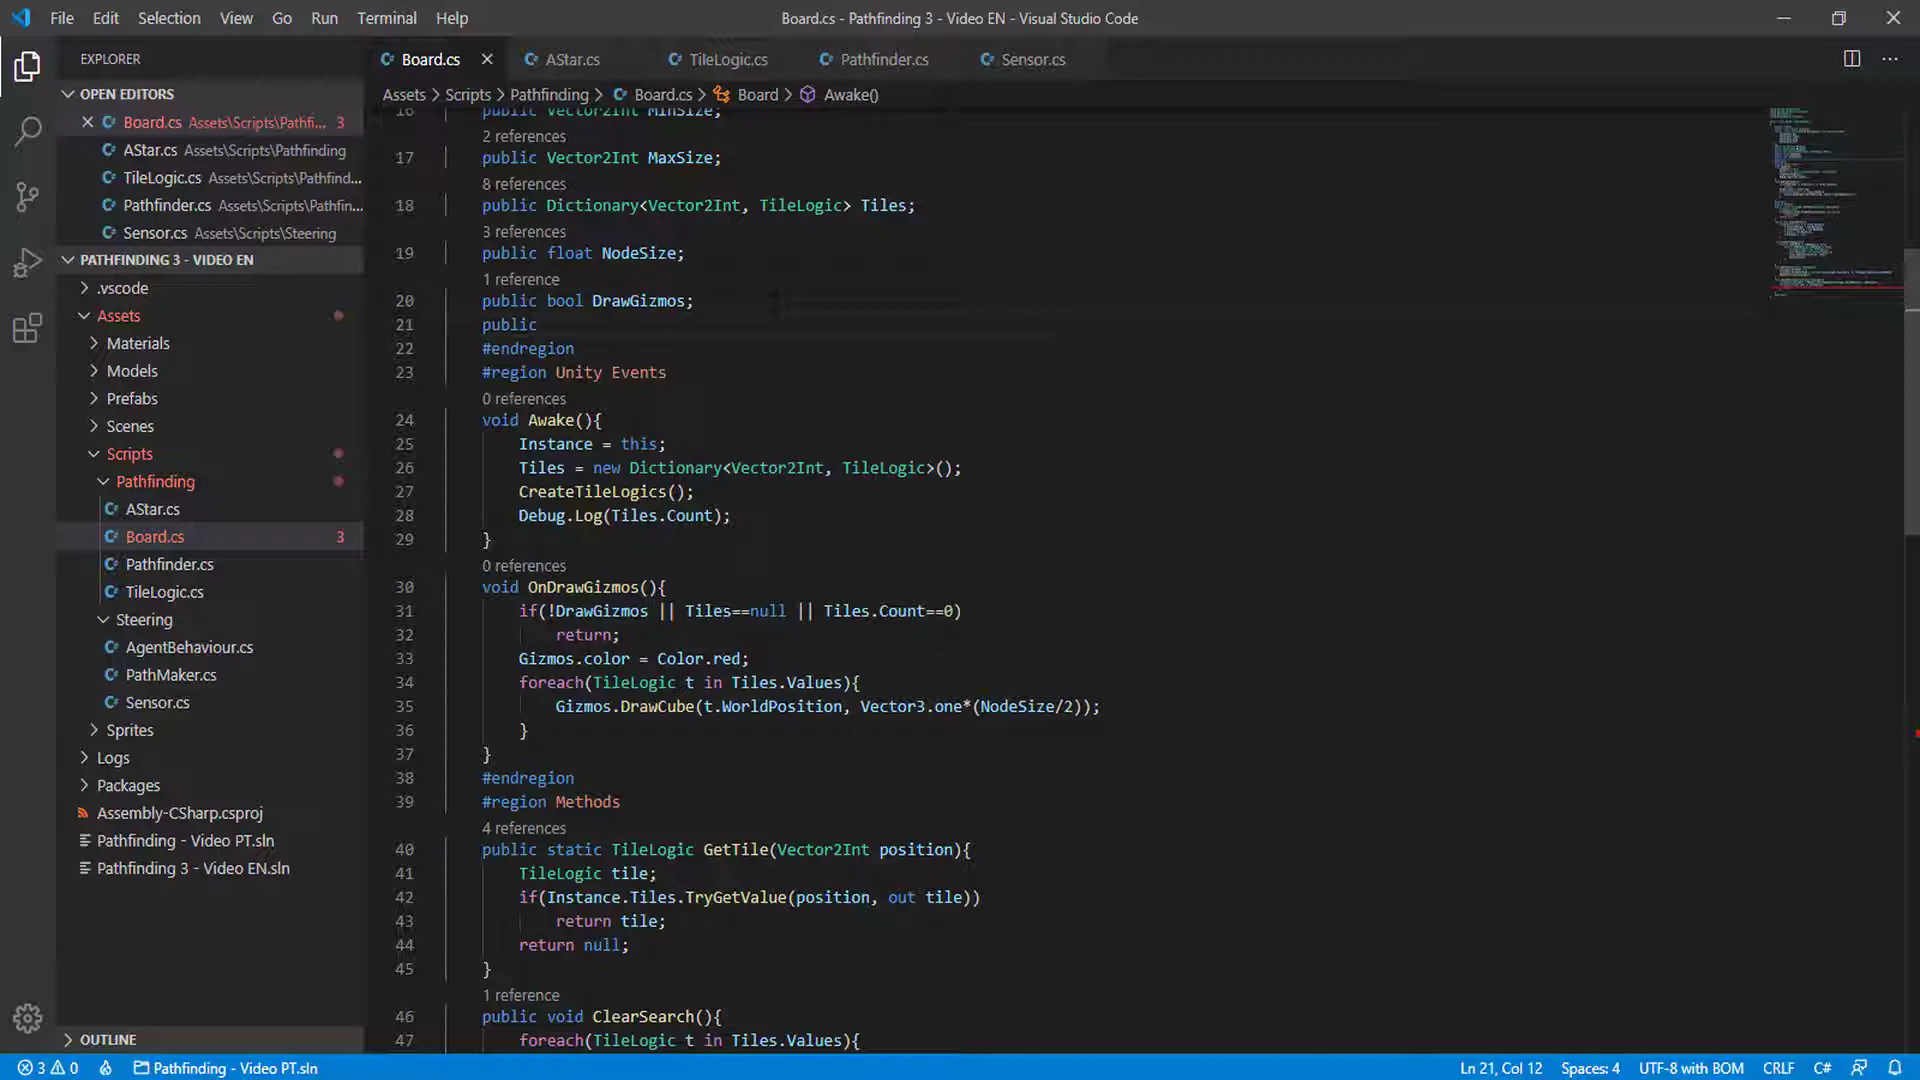 File Edit Selection View Go Run Terminal Help
Board.cs - Pathfinding 3 - Video EN - Visual Studio Code
EXPLORER
OPEN EDITORS
Board.cs Assets\Scripts\Pathfi... 3
AStar.cs Assets\Scripts\Pathfinding
TileLogic.cs Assets\Scripts\Pathfind...
Pathfinder.cs Assets\Scripts\Pathfin...
Sensor.cs Assets\Scripts\Steering
PATHFINDING 3 - VIDEO EN
.vscode
Assets
Materials
Models
Prefabs
Scenes
Scripts
Pathfinding
AStar.cs
Board.cs 3
Pathfinder.cs
TileLogic.cs
Steering
AgentBehaviour.cs
PathMaker.cs
Sensor.cs
Sprites
Logs
Packages
Assembly-CSharp.csproj
Pathfinding - Video PT.sln
Pathfinding 3 - Video EN.sln
OUTLINE
Board.cs AStar.cs TileLogic.cs Pathfinder.cs Sensor.cs
Assets > Scripts > Pathfinding > Board.cs > Board > Awake()
16 public Vector2Int MinSize;
2 references
17 public Vector2Int MaxSize;
8 references
18 public Dictionary<Vector2Int, TileLogic> Tiles;
3 references
19 public float NodeSize;
1 reference
20 public bool DrawGizmos;
21 public
22 #endregion
23 #region Unity Events
0 references
24 void Awake(){
25 Instance = this;
26 Tiles = new Dictionary<Vector2Int, TileLogic>();
27 CreateTileLogics();
28 Debug.Log(Tiles.Count);
29 }
0 references
30 void OnDrawGizmos(){
31 if(!DrawGizmos || Tiles==null || Tiles.Count==0)
32 return;
33 Gizmos.color = Color.red;
34 foreach(TileLogic t in Tiles.Values){
35 Gizmos.DrawCube(t.WorldPosition, Vector3.one*(NodeSize/2));
36 }
37 }
38 #endregion
39 #region Methods
4 references
40 public static TileLogic GetTile(Vector2Int position){
41 TileLogic tile;
42 if(Instance.Tiles.TryGetValue(position, out tile))
43 return tile;
44 return null;
45 }
1 reference
46 public void ClearSearch(){
47 foreach(TileLogic t in Tiles.Values){
3 0 Pathfinding - Video PT.sln
Ln 21, Col 12 Spaces: 4 UTF-8 with BOM CRLF C#